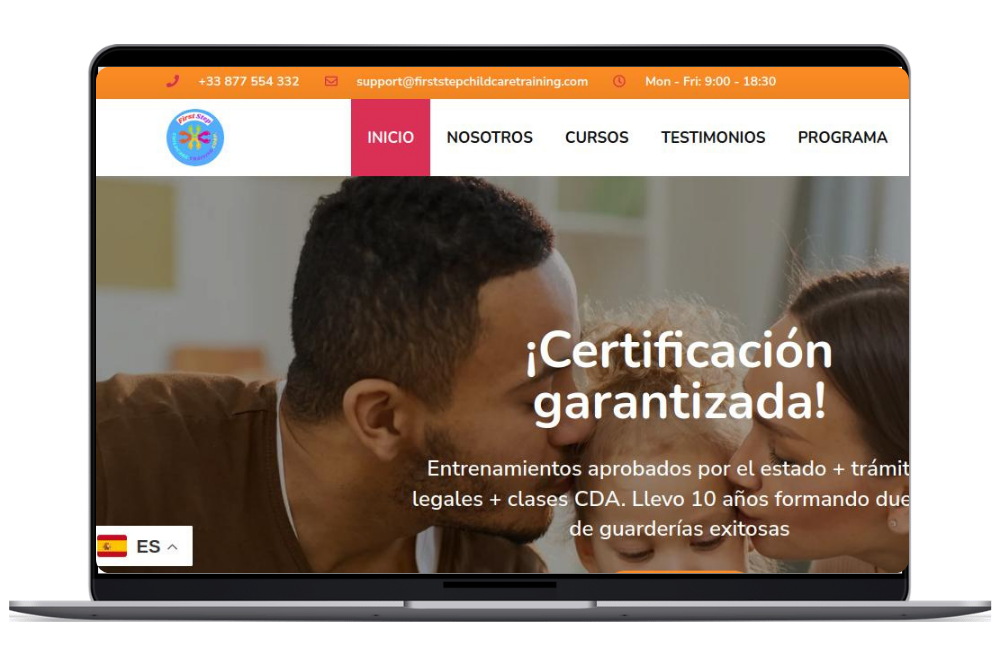 +33 877 554 332 support@firststepchildcaretraining.com Mon - Fri: 9:00 - 18:30
First Step
INICIO NOSOTROS CURSOS TESTIMONIOS PROGRAMA
¡Certificación
garantizada!
Entrenamientos aprobados por el estado + trámit
legales + clases CDA. Llevo 10 años formando due
de guarderías exitosas
ES